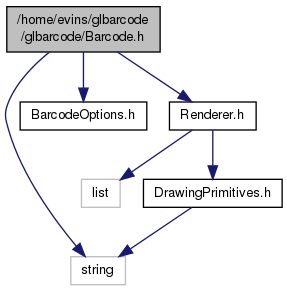 /home/evins/glbarcode
/glbarcode/Barcode.h
BarcodeOptions.h
Renderer.h
list
DrawingPrimitives.h
string